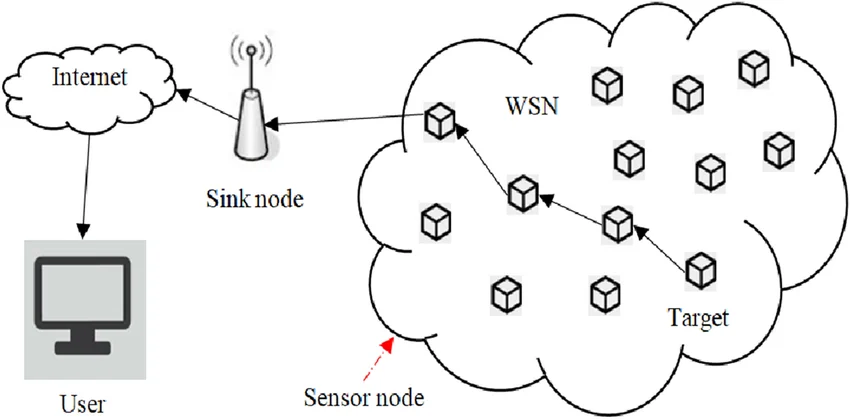 Internet
WSN
Sink node
Target
Sensor node
User